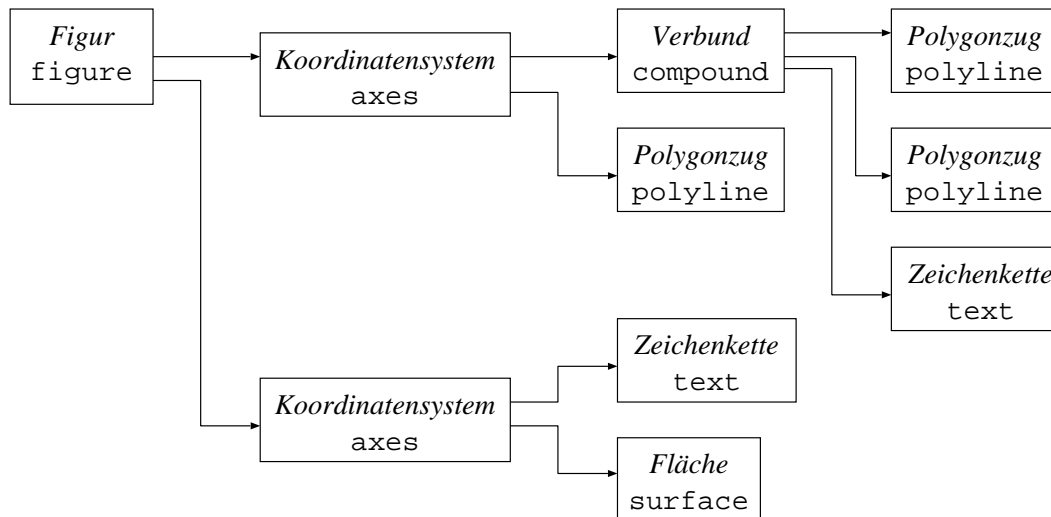 Figur
figure
Koordinatensystem
axes
Verbund
compound
Polygonzug
polyline
Polygonzug
polyline
Polygonzug
polyline
Zeichenkette
text
Koordinatensystem
axes
Zeichenkette
text
Fläche
surface